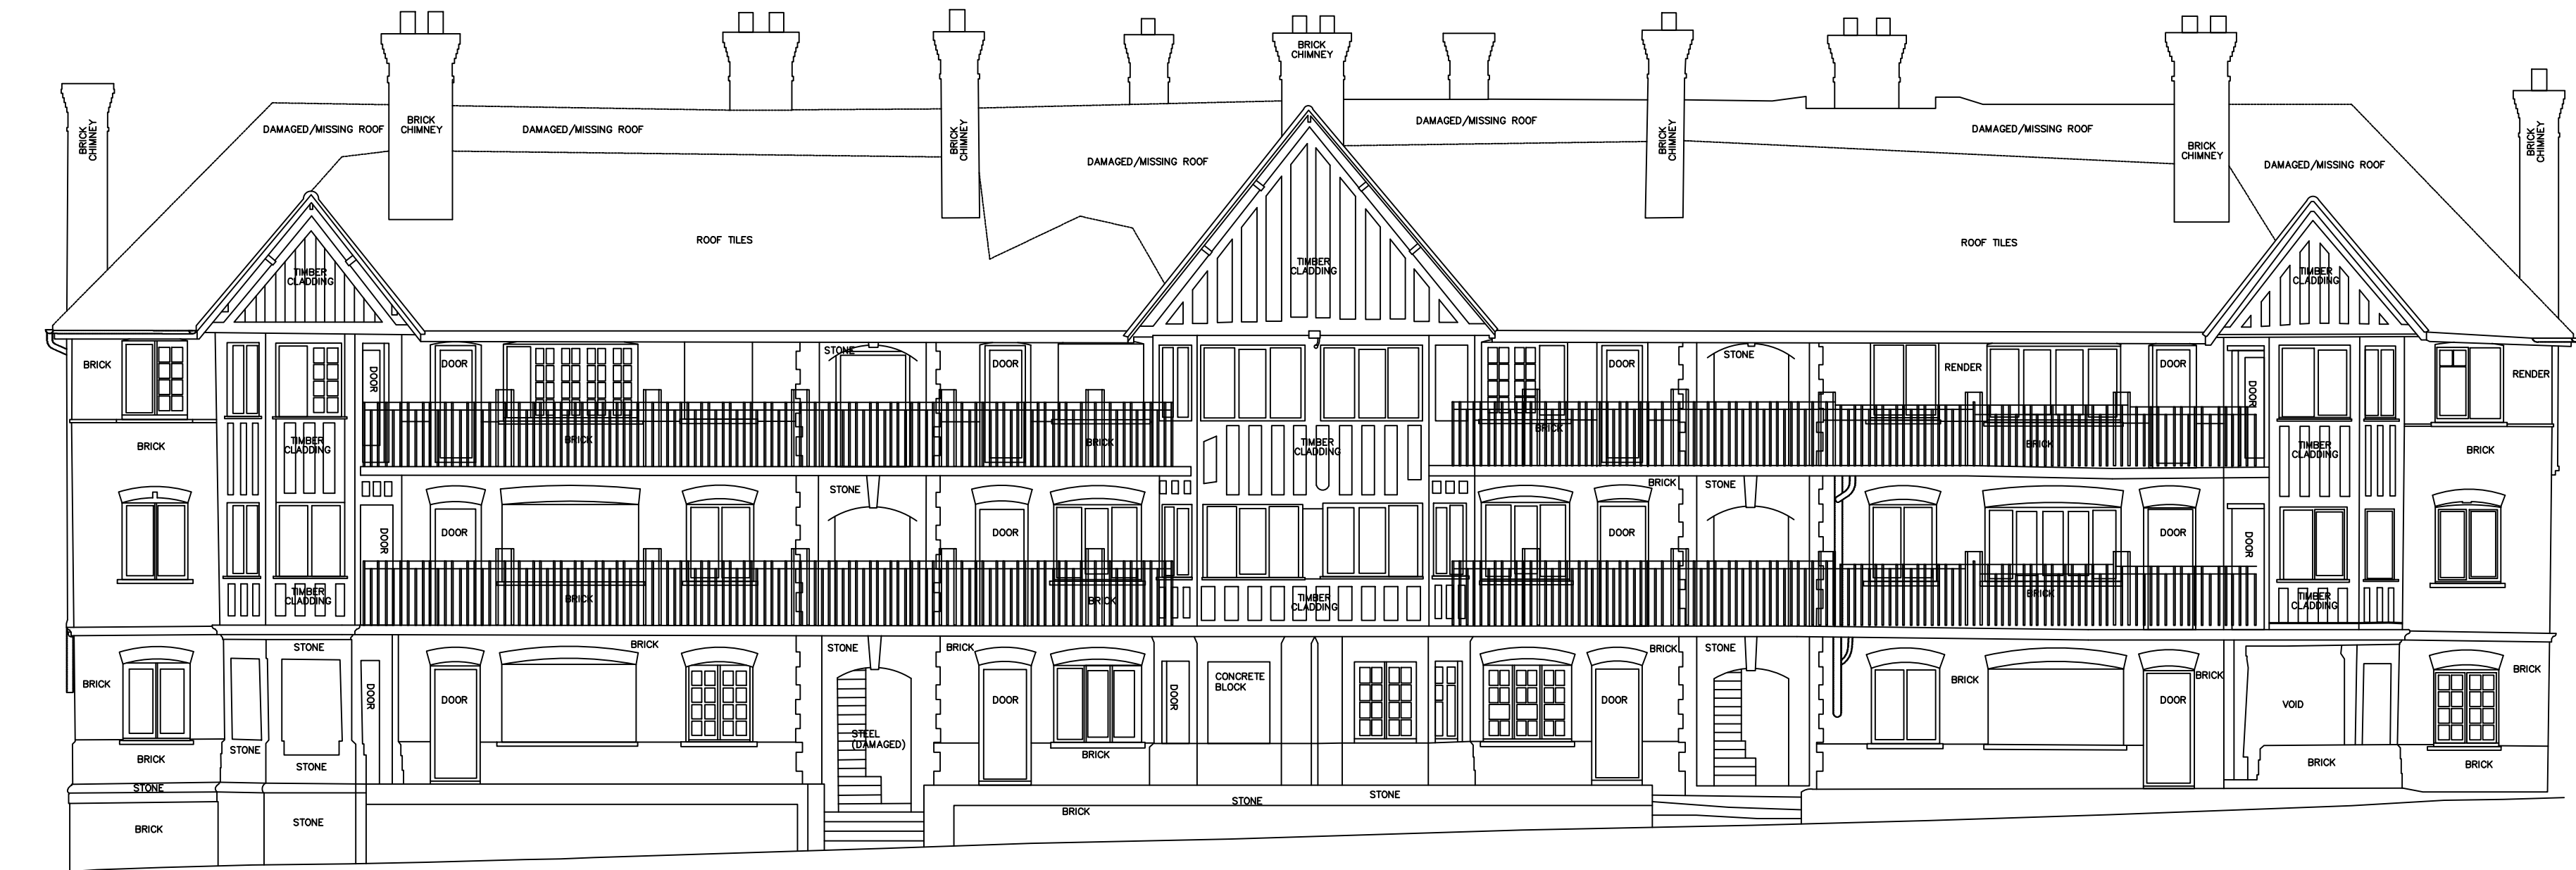 BRICK
CHIMNEY
BRICK
CHIMNEY
DAMAGED/MISSING ROOF
BRICK
CHIMNEY
DAMAGED/MISSING ROOF
BRICK
CHIMNEY
DAMAGED/MISSING ROOF
DAMAGED/MISSING ROOF
BRICK
CHIMNEY
DAMAGED/MISSING ROOF
BRICK
CHIMNEY
DAMAGED/MISSING ROOF
BRICK
CHIMNEY
ROOF TILES
ROOF TILES
TIMBER
CLADDING
TIMBER
CLADDING
TIMBER
CLADDING
BRICK
DOOR
DOOR
STONE
DOOR
DOOR
STONE
RENDER
DOOR
DOOR
RENDER
BRICK
TIMBER
CLADDING
BRICK
BRICK
TIMBER
CLADDING
BRICK
BRICK
TIMBER
CLADDING
BRICK
STONE
BRICK
STONE
DOOR
DOOR
DOOR
DOOR
DOOR
DOOR
TIMBER
CLADDING
BRICK
BRICK
TIMBER
CLADDING
BRICK
TIMBER
CLADDING
STONE
BRICK
STONE
BRICK
BRICK
STONE
BRICK
DOOR
DOOR
DOOR
DOOR
CONCRETE
BLOCK
DOOR
BRICK
DOOR
BRICK
VOID
BRICK
STONE
STEEL
(DAMAGED)
BRICK
STONE
BRICK
BRICK
BRICK
STONE
STONE
STONE
BRICK
STONE
BRICK